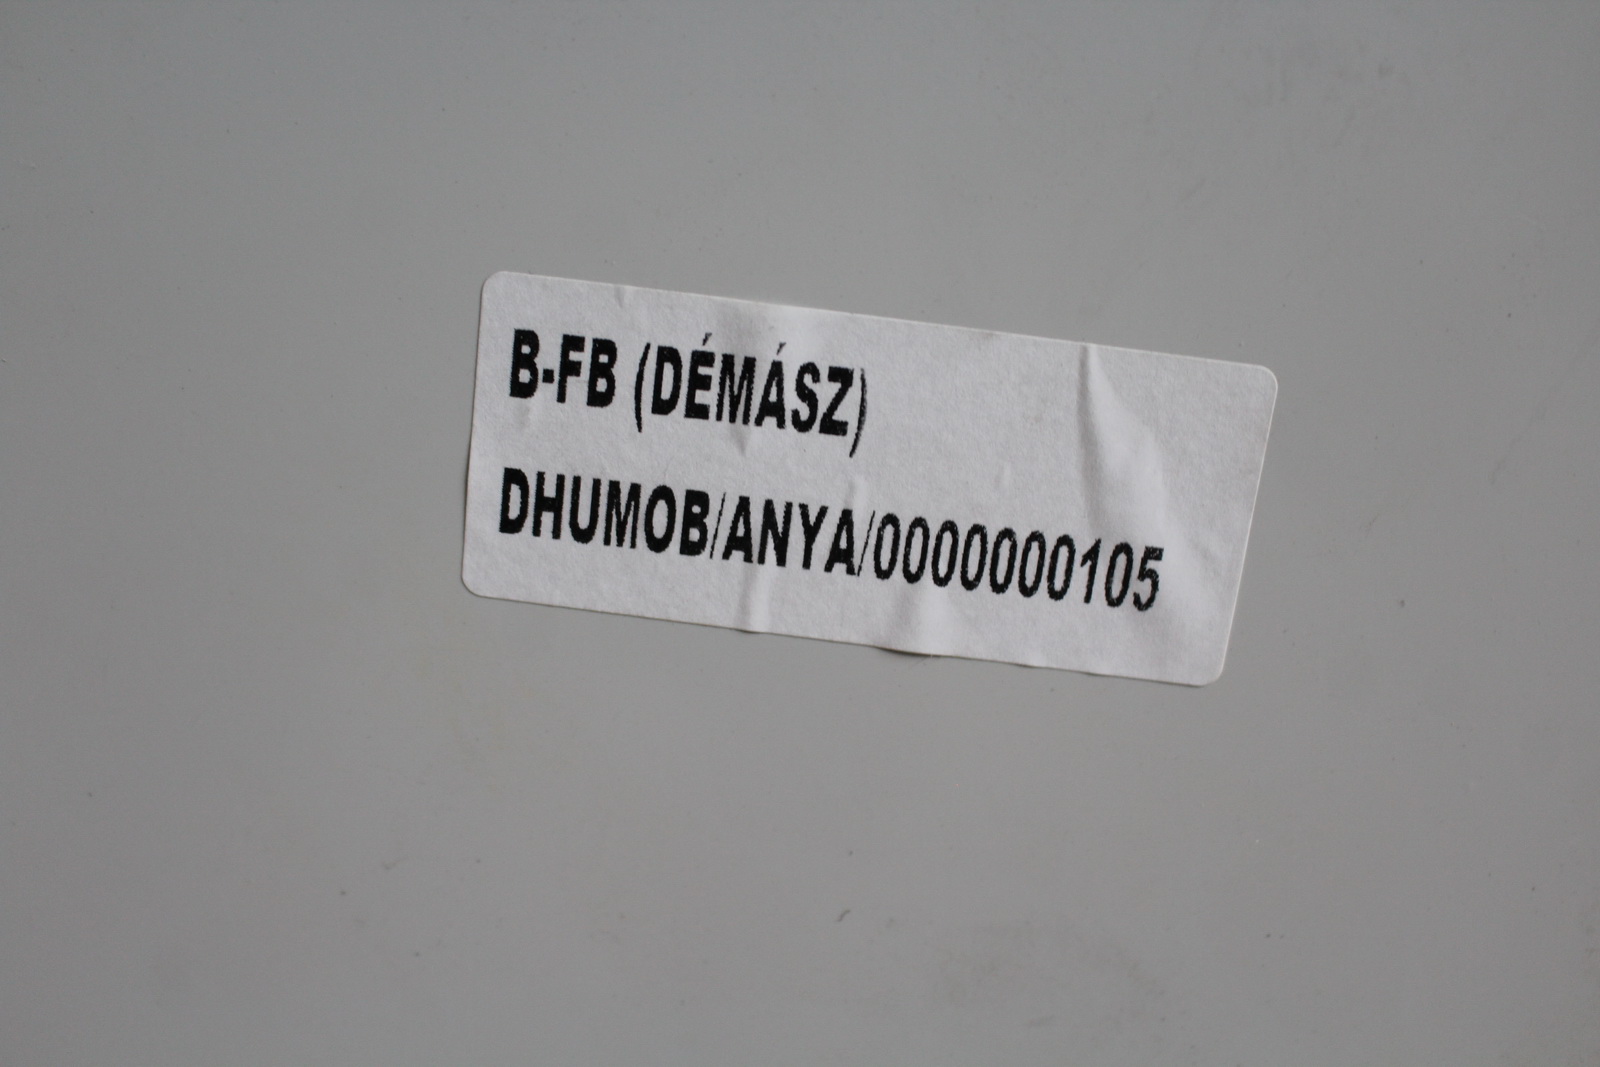 B-FB (DÉMÁSZ)
DHUMOB/ANYA/0000000105